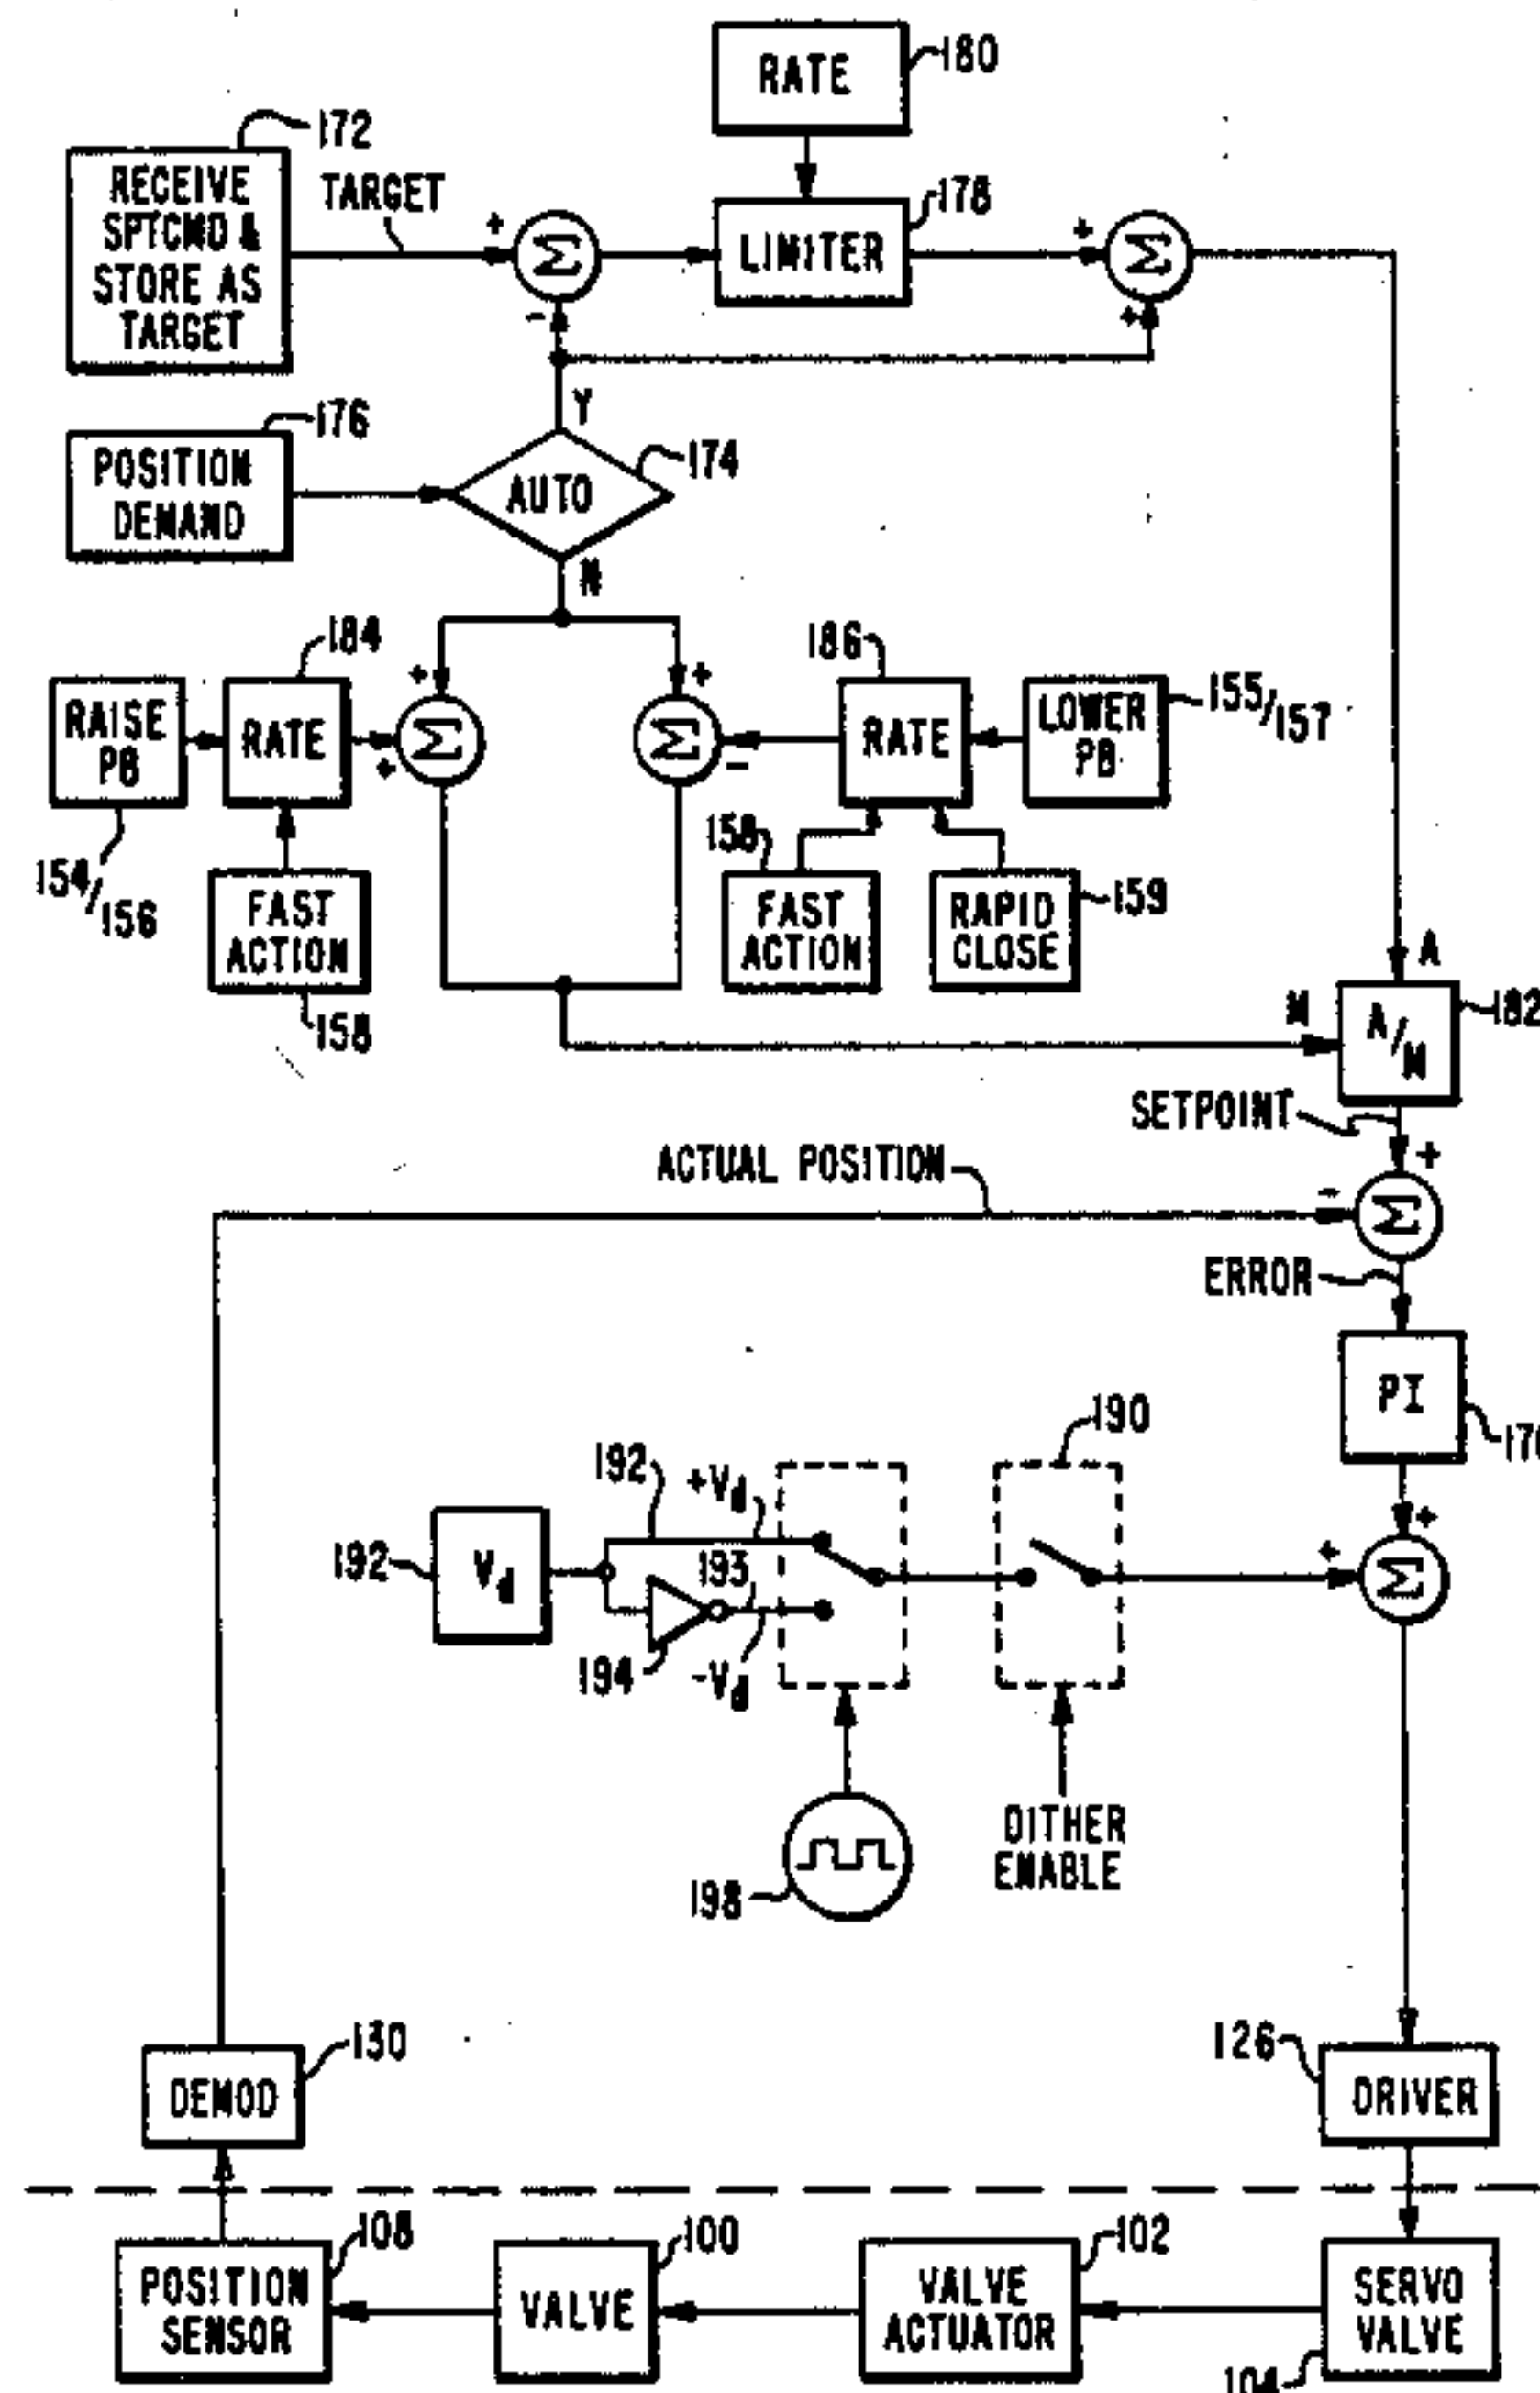 RATE
180
172
RECEIVE
SPTCMD &
STORE AS
TARGET
TARGET
+
Σ
-
LIMITER
178
+
Σ
+
Y
176
POSITION
DEMAND
AUTO
174
N
RAISE
PB
154/156
184
RATE
FAST
ACTION
158
+
Σ
+
+
Σ
-
186
RATE
LOWER
PB
155/157
158
FAST
ACTION
RAPID
CLOSE
159
A
M
A/M
182
SETPOINT
+
ACTUAL POSITION
-
Σ
ERROR
PI
190
192
+Vd
192
Vd
193
194
-Vd
+
+
Σ
198
DITHER
ENABLE
130
DEMOD
126
DRIVER
108
POSITION
SENSOR
100
VALVE
102
VALVE
ACTUATOR
SERVO
VALVE
104